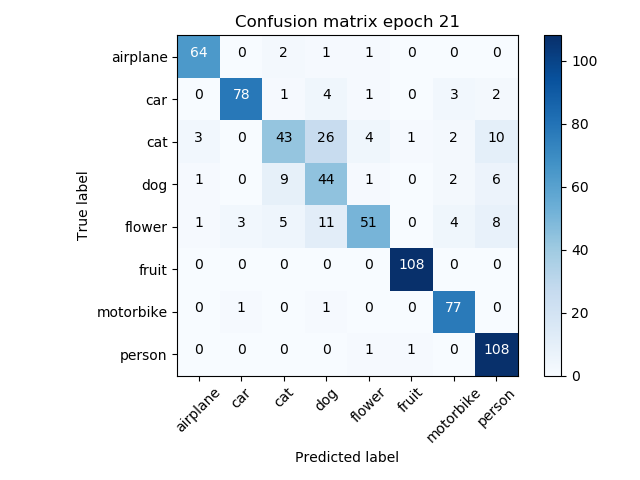 Confusion matrix epoch 21
airplane 64 0 2 1 1 0 0 0
car 0 78 1 4 1 0 3 2
cat 3 0 43 26 4 1 2 10
dog 1 0 9 44 1 0 2 6
flower 1 3 5 11 51 0 4 8
fruit 0 0 0 0 0 108 0 0
motorbike 0 1 0 1 0 0 77 0
person 0 0 0 0 1 1 0 108
airplane car cat dog flower fruit motorbike person
Predicted label
True label
100
80
60
40
20
0